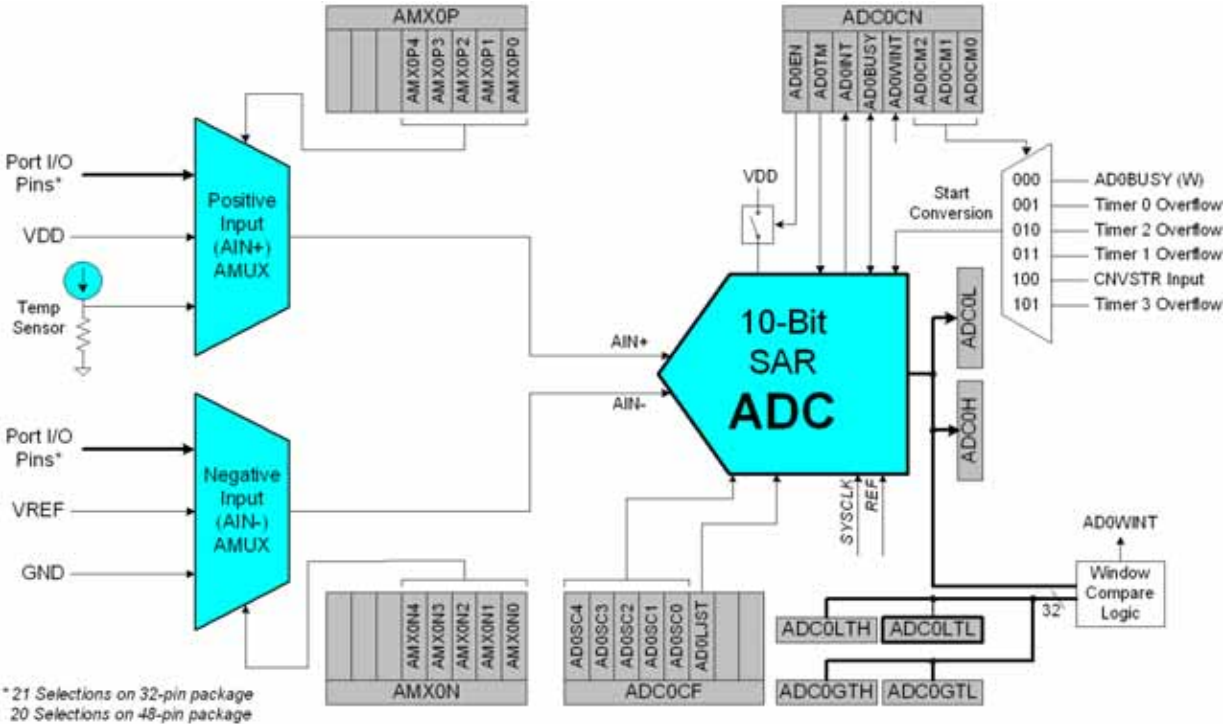 AMX0P
AMX0P4
AMX0P3
AMX0P2
AMX0P1
AMX0P0
ADC0CN
AD0EN
AD0TM
AD0INT
AD0BUSY
AD0WINT
AD0CM2
AD0CM1
AD0CM0
Port I/O
Pins*
VDD
Temp
Sensor
Positive
Input
(AIN+)
AMUX
VDD
Start
Conversion
000
001
010
011
100
101
AD0BUSY (W)
Timer 0 Overflow
Timer 2 Overflow
Timer 1 Overflow
CNVSTR Input
Timer 3 Overflow
AIN+
AIN-
10-Bit
SAR
ADC
ADC0L
ADC0H
Port I/O
Pins*
VREF
GND
Negative
Input
(AIN-)
AMUX
SYSCLK
REF
AD0WINT
Window
Compare
Logic
32
AMX0N4
AMX0N3
AMX0N2
AMX0N1
AMX0N0
AMX0N
AD0SC4
AD0SC3
AD0SC2
AD0SC1
AD0SC0
AD0LJST
ADC0CF
ADC0LTH
ADC0LTL
ADC0GTH
ADC0GTL
* 21 Selections on 32-pin package
20 Selections on 48-pin package